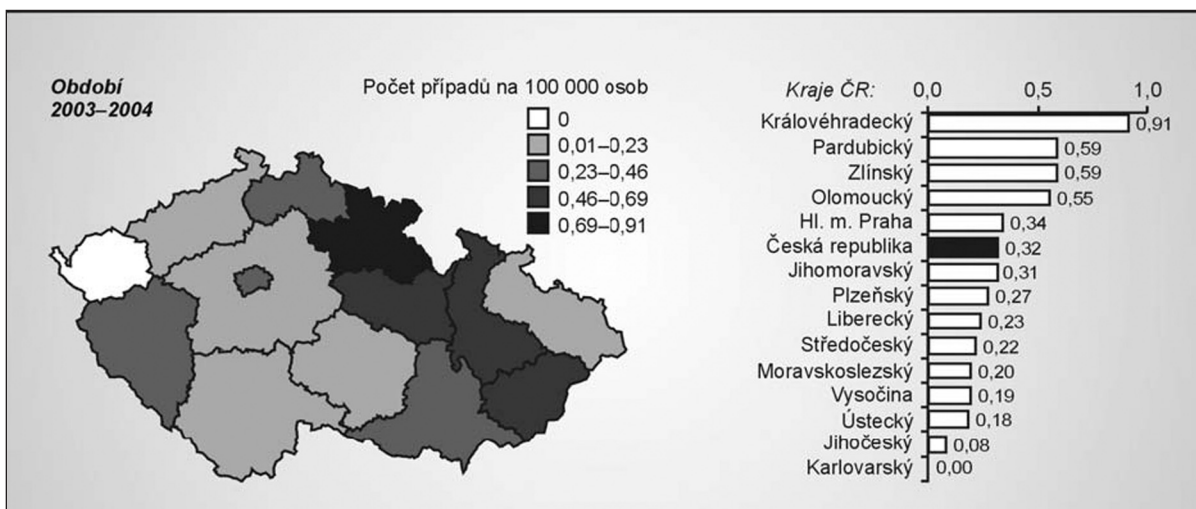 Období
2003–2004
Počet případů na 100 000 osob
0
0,01–0,23
0,23–0,46
0,46–0,69
0,69–0,91
Kraje ČR: 0,0 0,5 1,0
Královéhradecký 0,91
Pardubický 0,59
Zlínský 0,59
Olomoucký 0,55
Hl. m. Praha 0,34
Česká republika 0,32
Jihomoravský 0,31
Plzeňský 0,27
Liberecký 0,23
Středočeský 0,22
Moravskoslezský 0,20
Vysočina 0,19
Ústecký 0,18
Jihočeský 0,08
Karlovarský 0,00